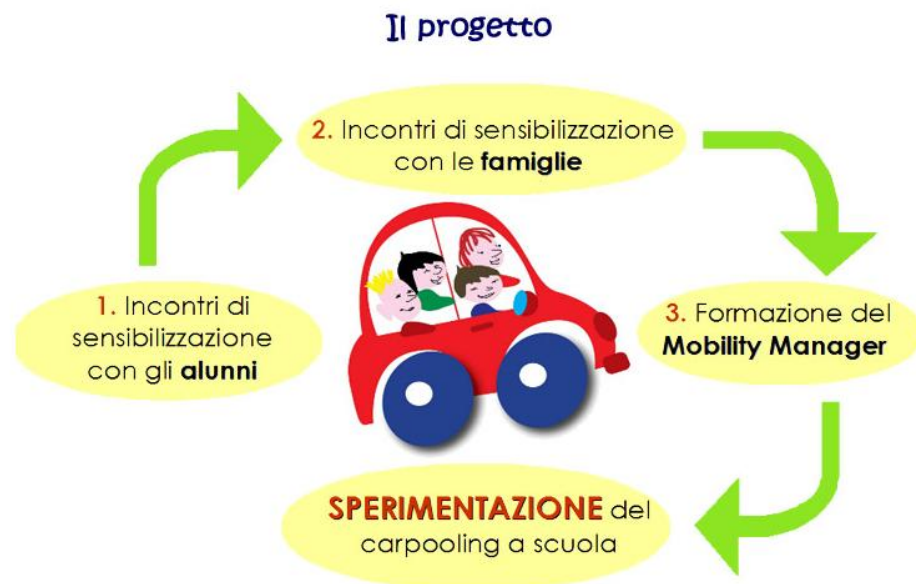 Il progetto
2. Incontri di sensibilizzazione
con le famiglie
1. Incontri di
sensibilizzazione
con gli alunni
3. Formazione del
Mobility Manager
SPERIMENTAZIONE del
carpooling a scuola